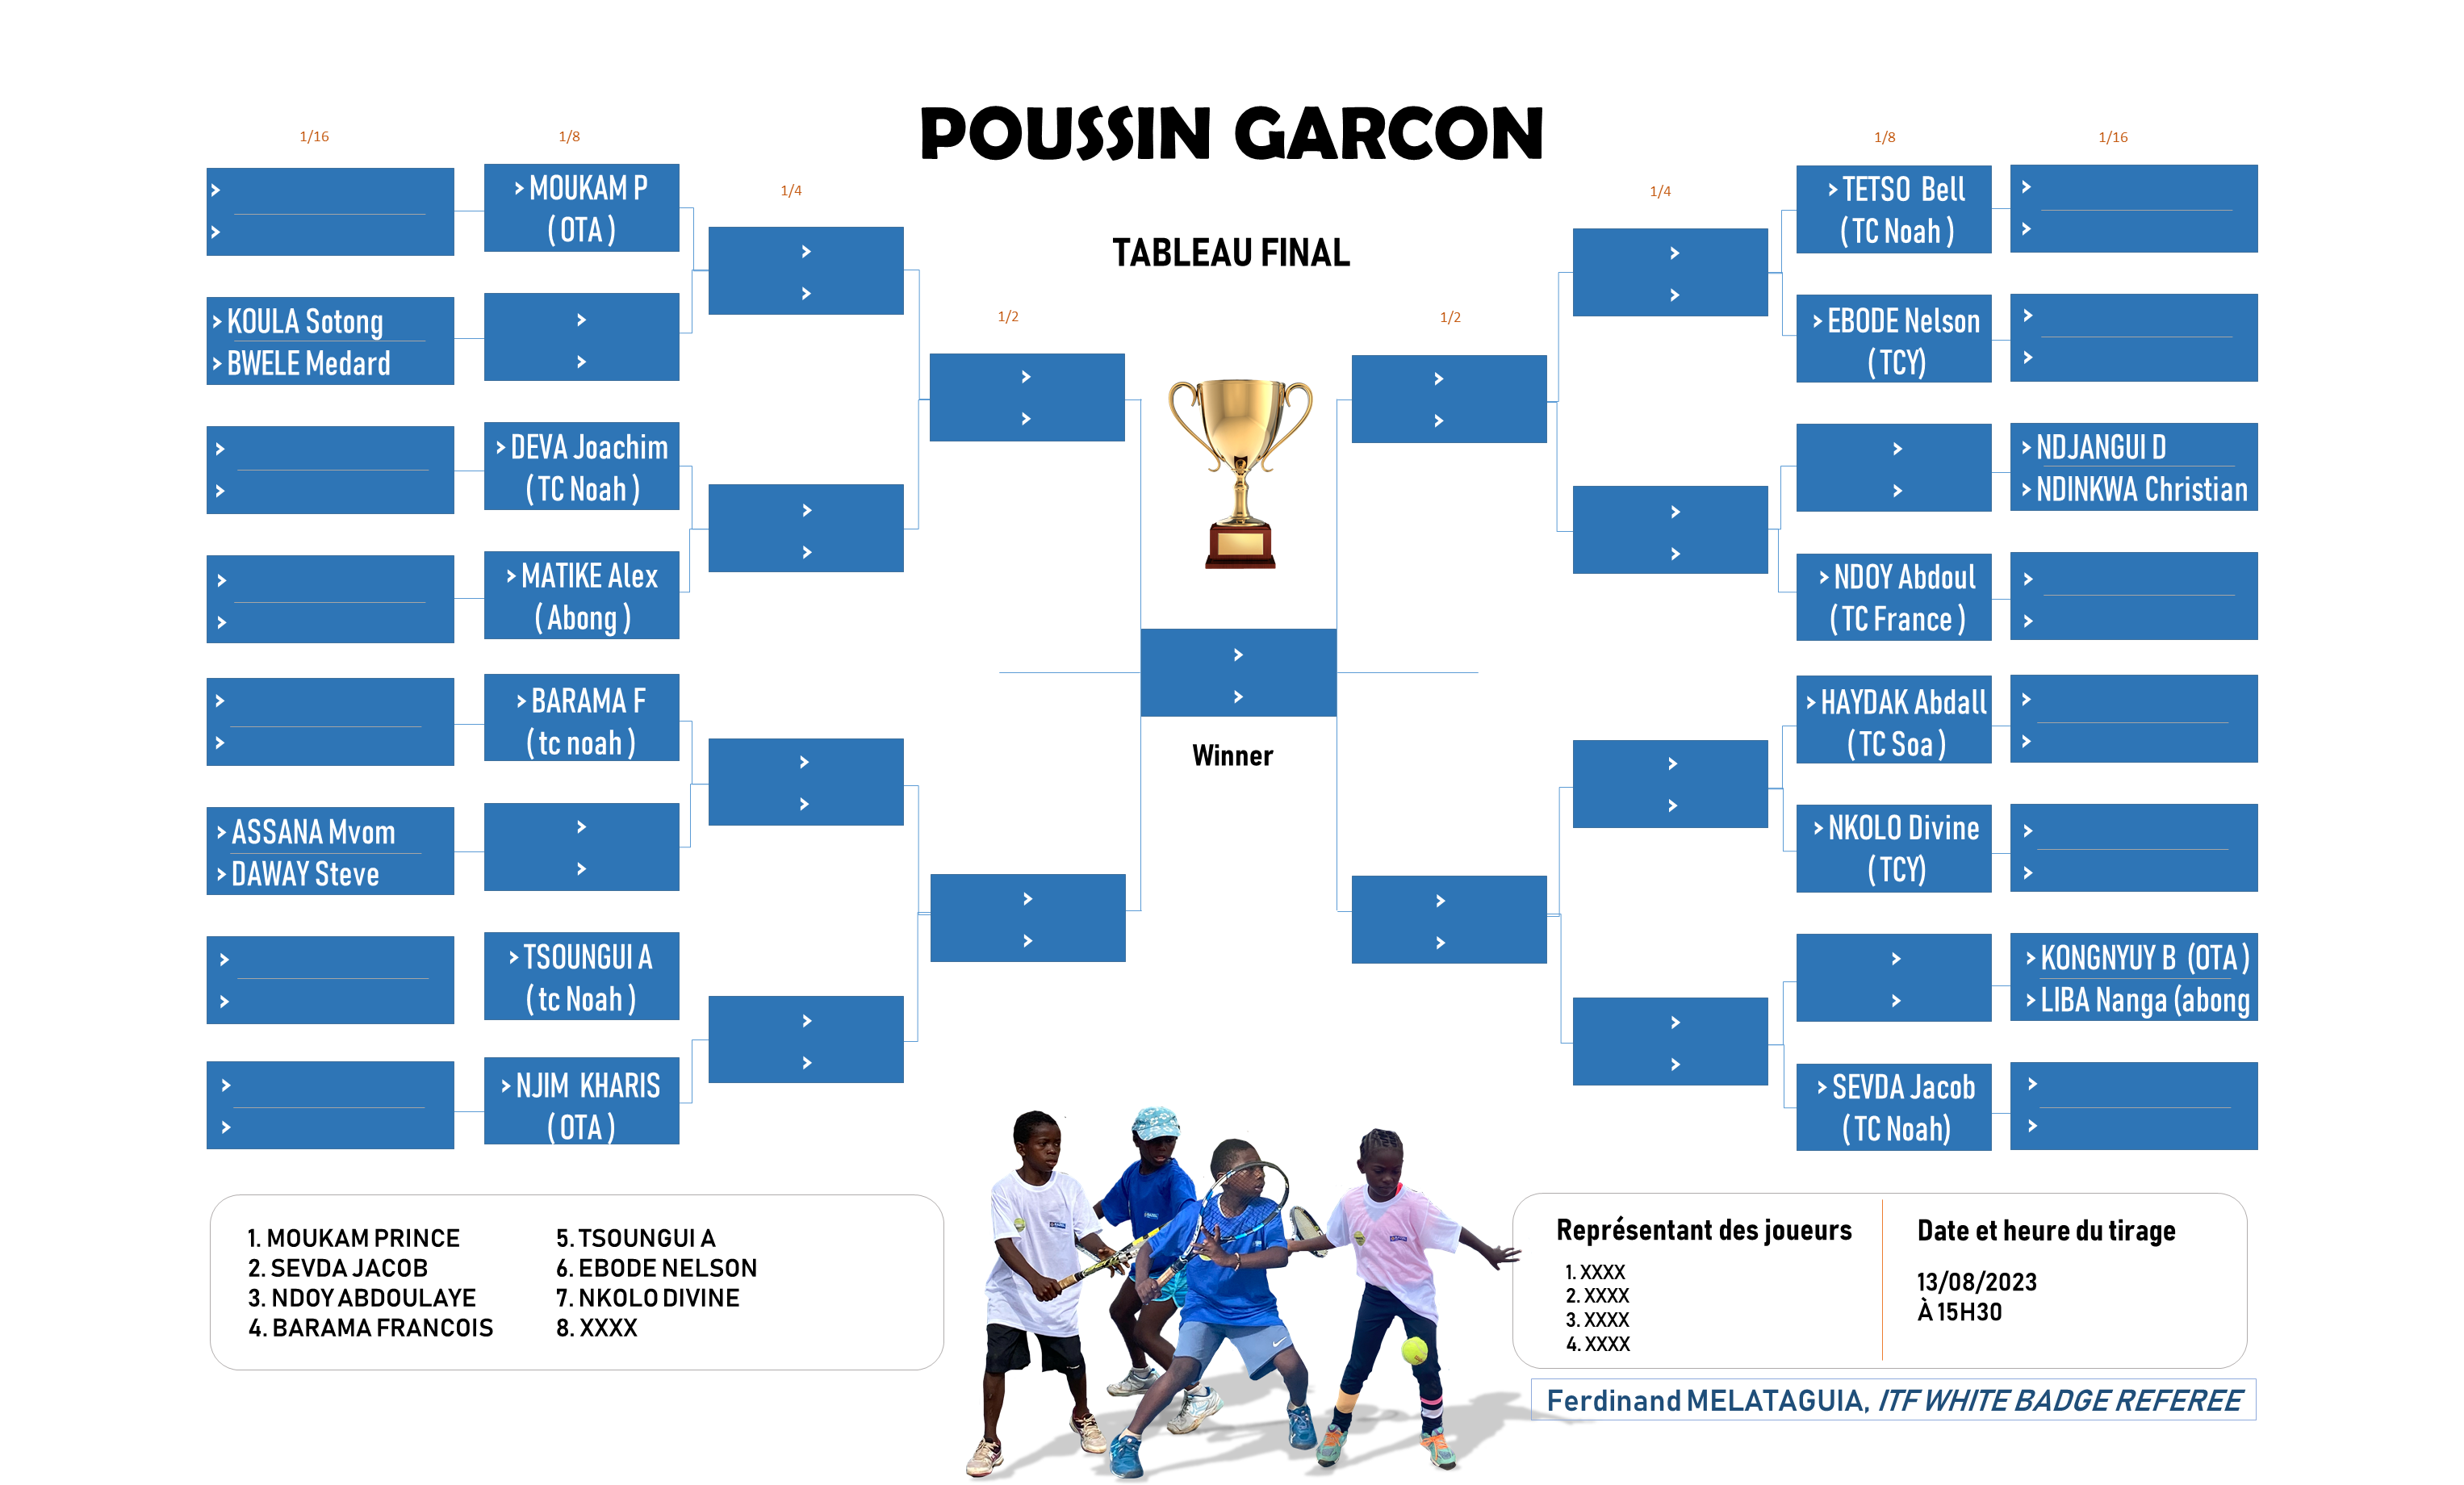 POUSSIN GARCON
TABLEAU FINAL
1/16
1/8
1/4
1/2
1/2
1/4
1/8
1/16
> MOUKAM P
( OTA )
> KOULA Sotong
> BWELE Medard
> DEVA Joachim
( TC Noah )
> MATIKE Alex
( Abong )
> BARAMA F
( tc noah )
> ASSANA Mvom
> DAWAY Steve
> TSOUNGUI A
( tc Noah )
> NJIM KHARIS
( OTA )
Winner
> TETSO Bell
( TC Noah )
> EBODE Nelson
( TCY)
> NDJANGUI D
> NDINKWA Christian
> NDOY Abdoul
( TC France )
> HAYDAK Abdall
( TC Soa )
> NKOLO Divine
( TCY)
> KONGNYUY B (OTA )
> LIBA Nanga (abong
> SEVDA Jacob
( TC Noah)
1. MOUKAM PRINCE
2. SEVDA JACOB
3. NDOY ABDOULAYE
4. BARAMA FRANCOIS
5. TSOUNGUI A
6. EBODE NELSON
7. NKOLO DIVINE
8. XXXX
Représentant des joueurs
1. XXXX
2. XXXX
3. XXXX
4. XXXX
Date et heure du tirage
13/08/2023
À 15H30
Ferdinand MELATAGUIA, ITF WHITE BADGE REFEREE